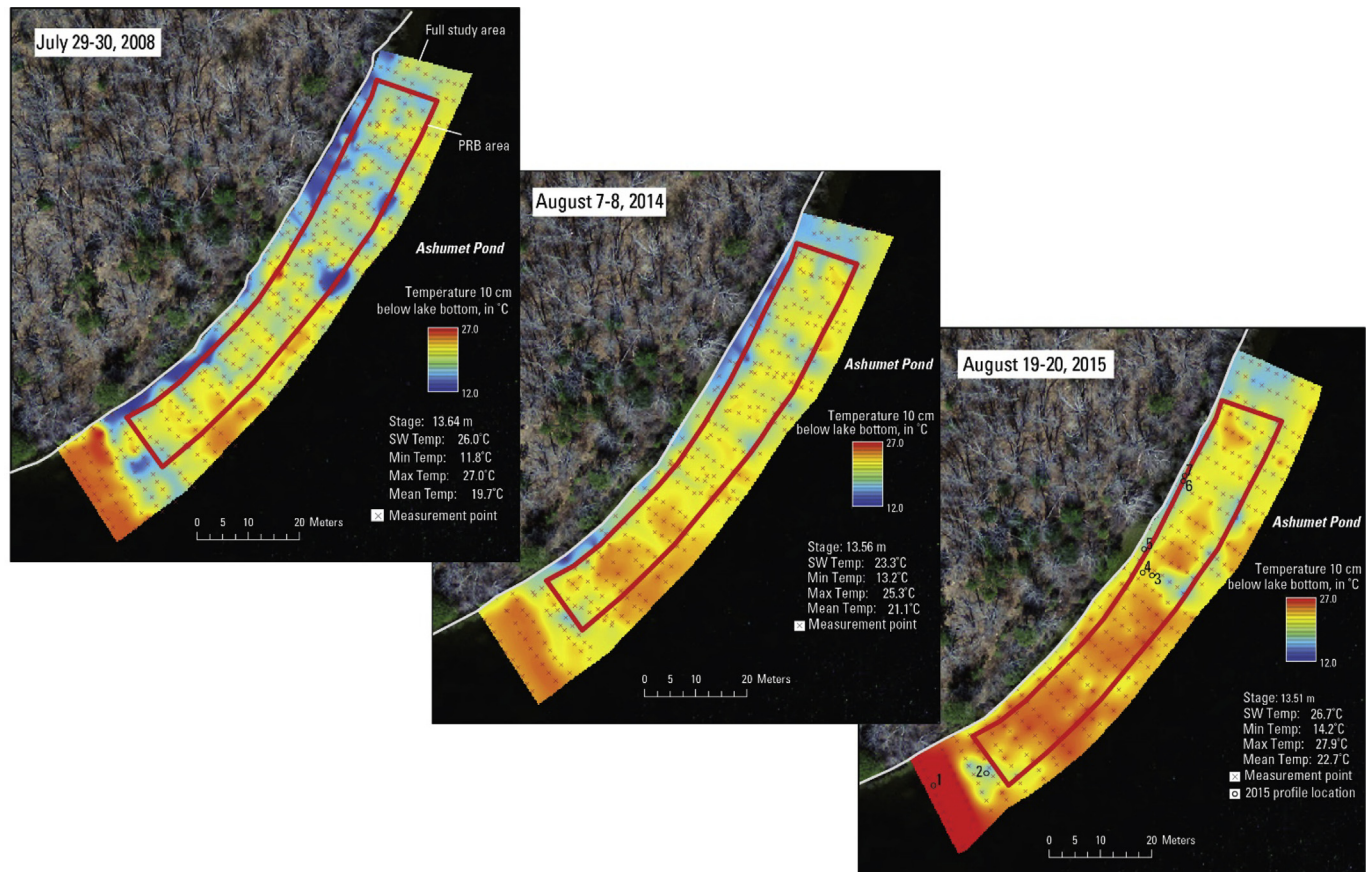 July 29-30, 2008
Full study area
PRB area
Ashumet Pond
Temperature 10 cm
below lake bottom, in ˚C
27.0
12.0
Stage: 13.64 m
SW Temp: 26.0˚C
Min Temp: 11.8˚C
Max Temp: 27.0˚C
Mean Temp: 19.7˚C
Measurement point
0 5 10 20 Meters
August 7-8, 2014
Ashumet Pond
Temperature 10 cm
below lake bottom, in ˚C
27.0
12.0
Stage: 13.56 m
SW Temp: 23.3˚C
Min Temp: 13.2˚C
Max Temp: 25.3˚C
Mean Temp: 21.1˚C
Measurement point
0 5 10 20 Meters
August 19-20, 2015
7
6
5
4
3
2
1
Ashumet Pond
Temperature 10 cm
below lake bottom, in ˚C
27.0
12.0
Stage: 13.51 m
SW Temp: 26.7˚C
Min Temp: 14.2˚C
Max Temp: 27.9˚C
Mean Temp: 22.7˚C
Measurement point
2015 profile location
0 5 10 20 Meters